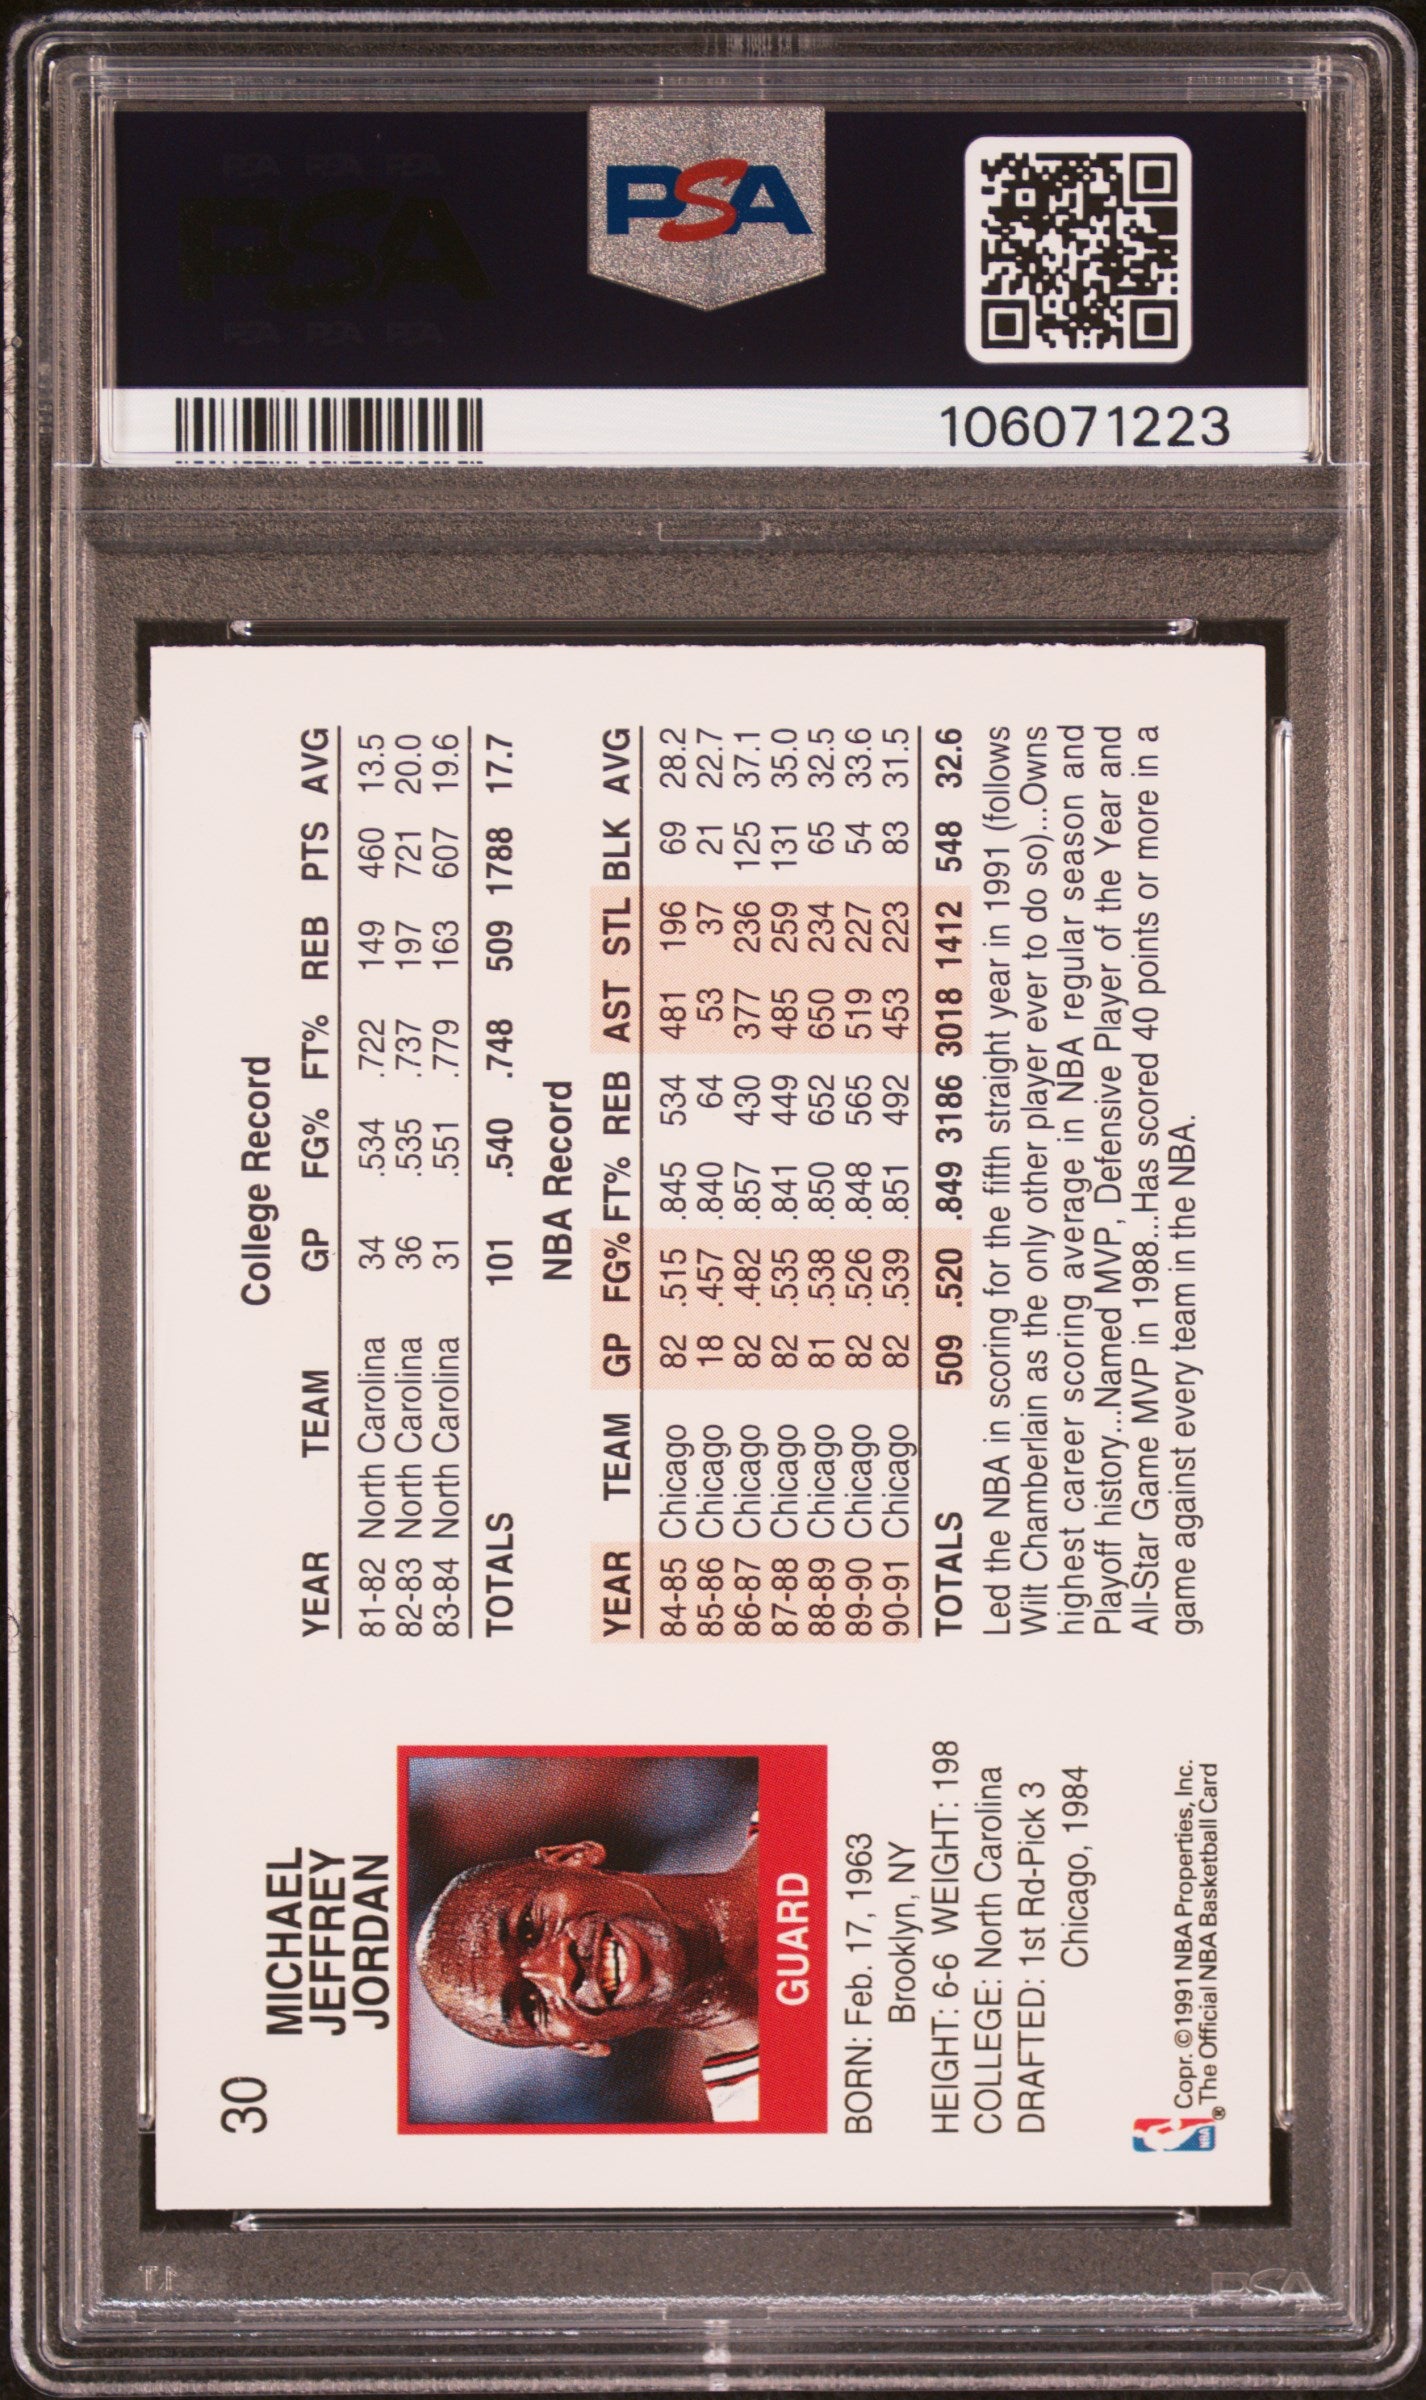 PSA PSA PSA
PSA
PSA PSA PSA
PSA
106071223
30
MICHAEL
JEFFREY
JORDAN
GUARD
BORN: Feb. 17, 1963
Brooklyn, NY
HEIGHT: 6-6 WEIGHT: 198
COLLEGE: North Carolina
DRAFTED: 1st Rd-Pick 3
Chicago, 1984
NBA
®
Copr. ©1991 NBA Properties, Inc.
The Official NBA Basketball Card
College Record
YEAR TEAM GP FG% FT% REB PTS AVG
81-82 North Carolina 34 .534 .722 149 460 13.5
82-83 North Carolina 36 .535 .737 197 721 20.0
83-84 North Carolina 31 .551 .779 163 607 19.6
TOTALS 101 .540 .748 509 1788 17.7
NBA Record
YEAR TEAM GP FG% FT% REB AST STL BLK AVG
84-85 Chicago 82 .515 .845 534 481 196 69 28.2
85-86 Chicago 18 .457 .840 64 53 37 21 22.7
86-87 Chicago 82 .482 .857 430 377 236 125 37.1
87-88 Chicago 82 .535 .841 449 485 259 131 35.0
88-89 Chicago 81 .538 .850 652 650 234 65 32.5
89-90 Chicago 82 .526 .848 565 519 227 54 33.6
90-91 Chicago 82 .539 .851 492 453 223 83 31.5
TOTALS 509 .520 .849 3186 3018 1412 548 32.6
Led the NBA in scoring for the fifth straight year in 1991 (follows
Wilt Chamberlain as the only other player ever to do so)...Owns
highest career scoring average in NBA regular season and
Playoff history...Named MVP, Defensive Player of the Year and
All-Star Game MVP in 1988...Has scored 40 points or more in a
game against every team in the NBA.
PSA